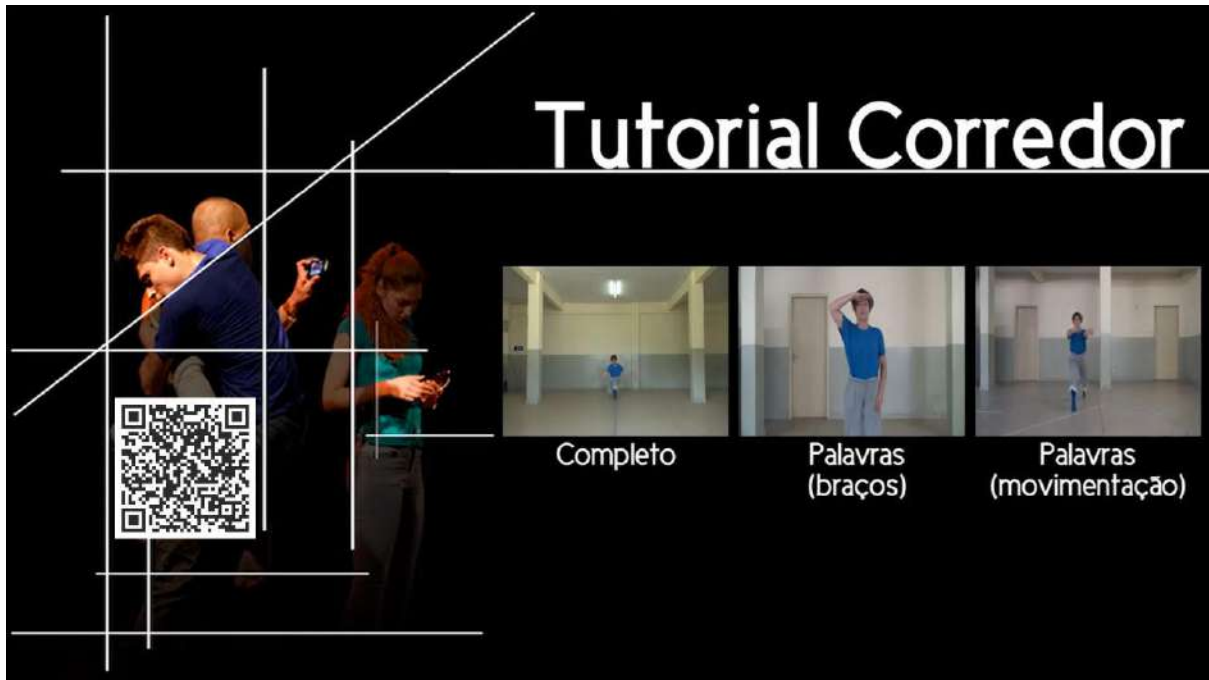 Tutorial Corredor
Completo
Palavras
(braços)
Palavras
(movimentação)